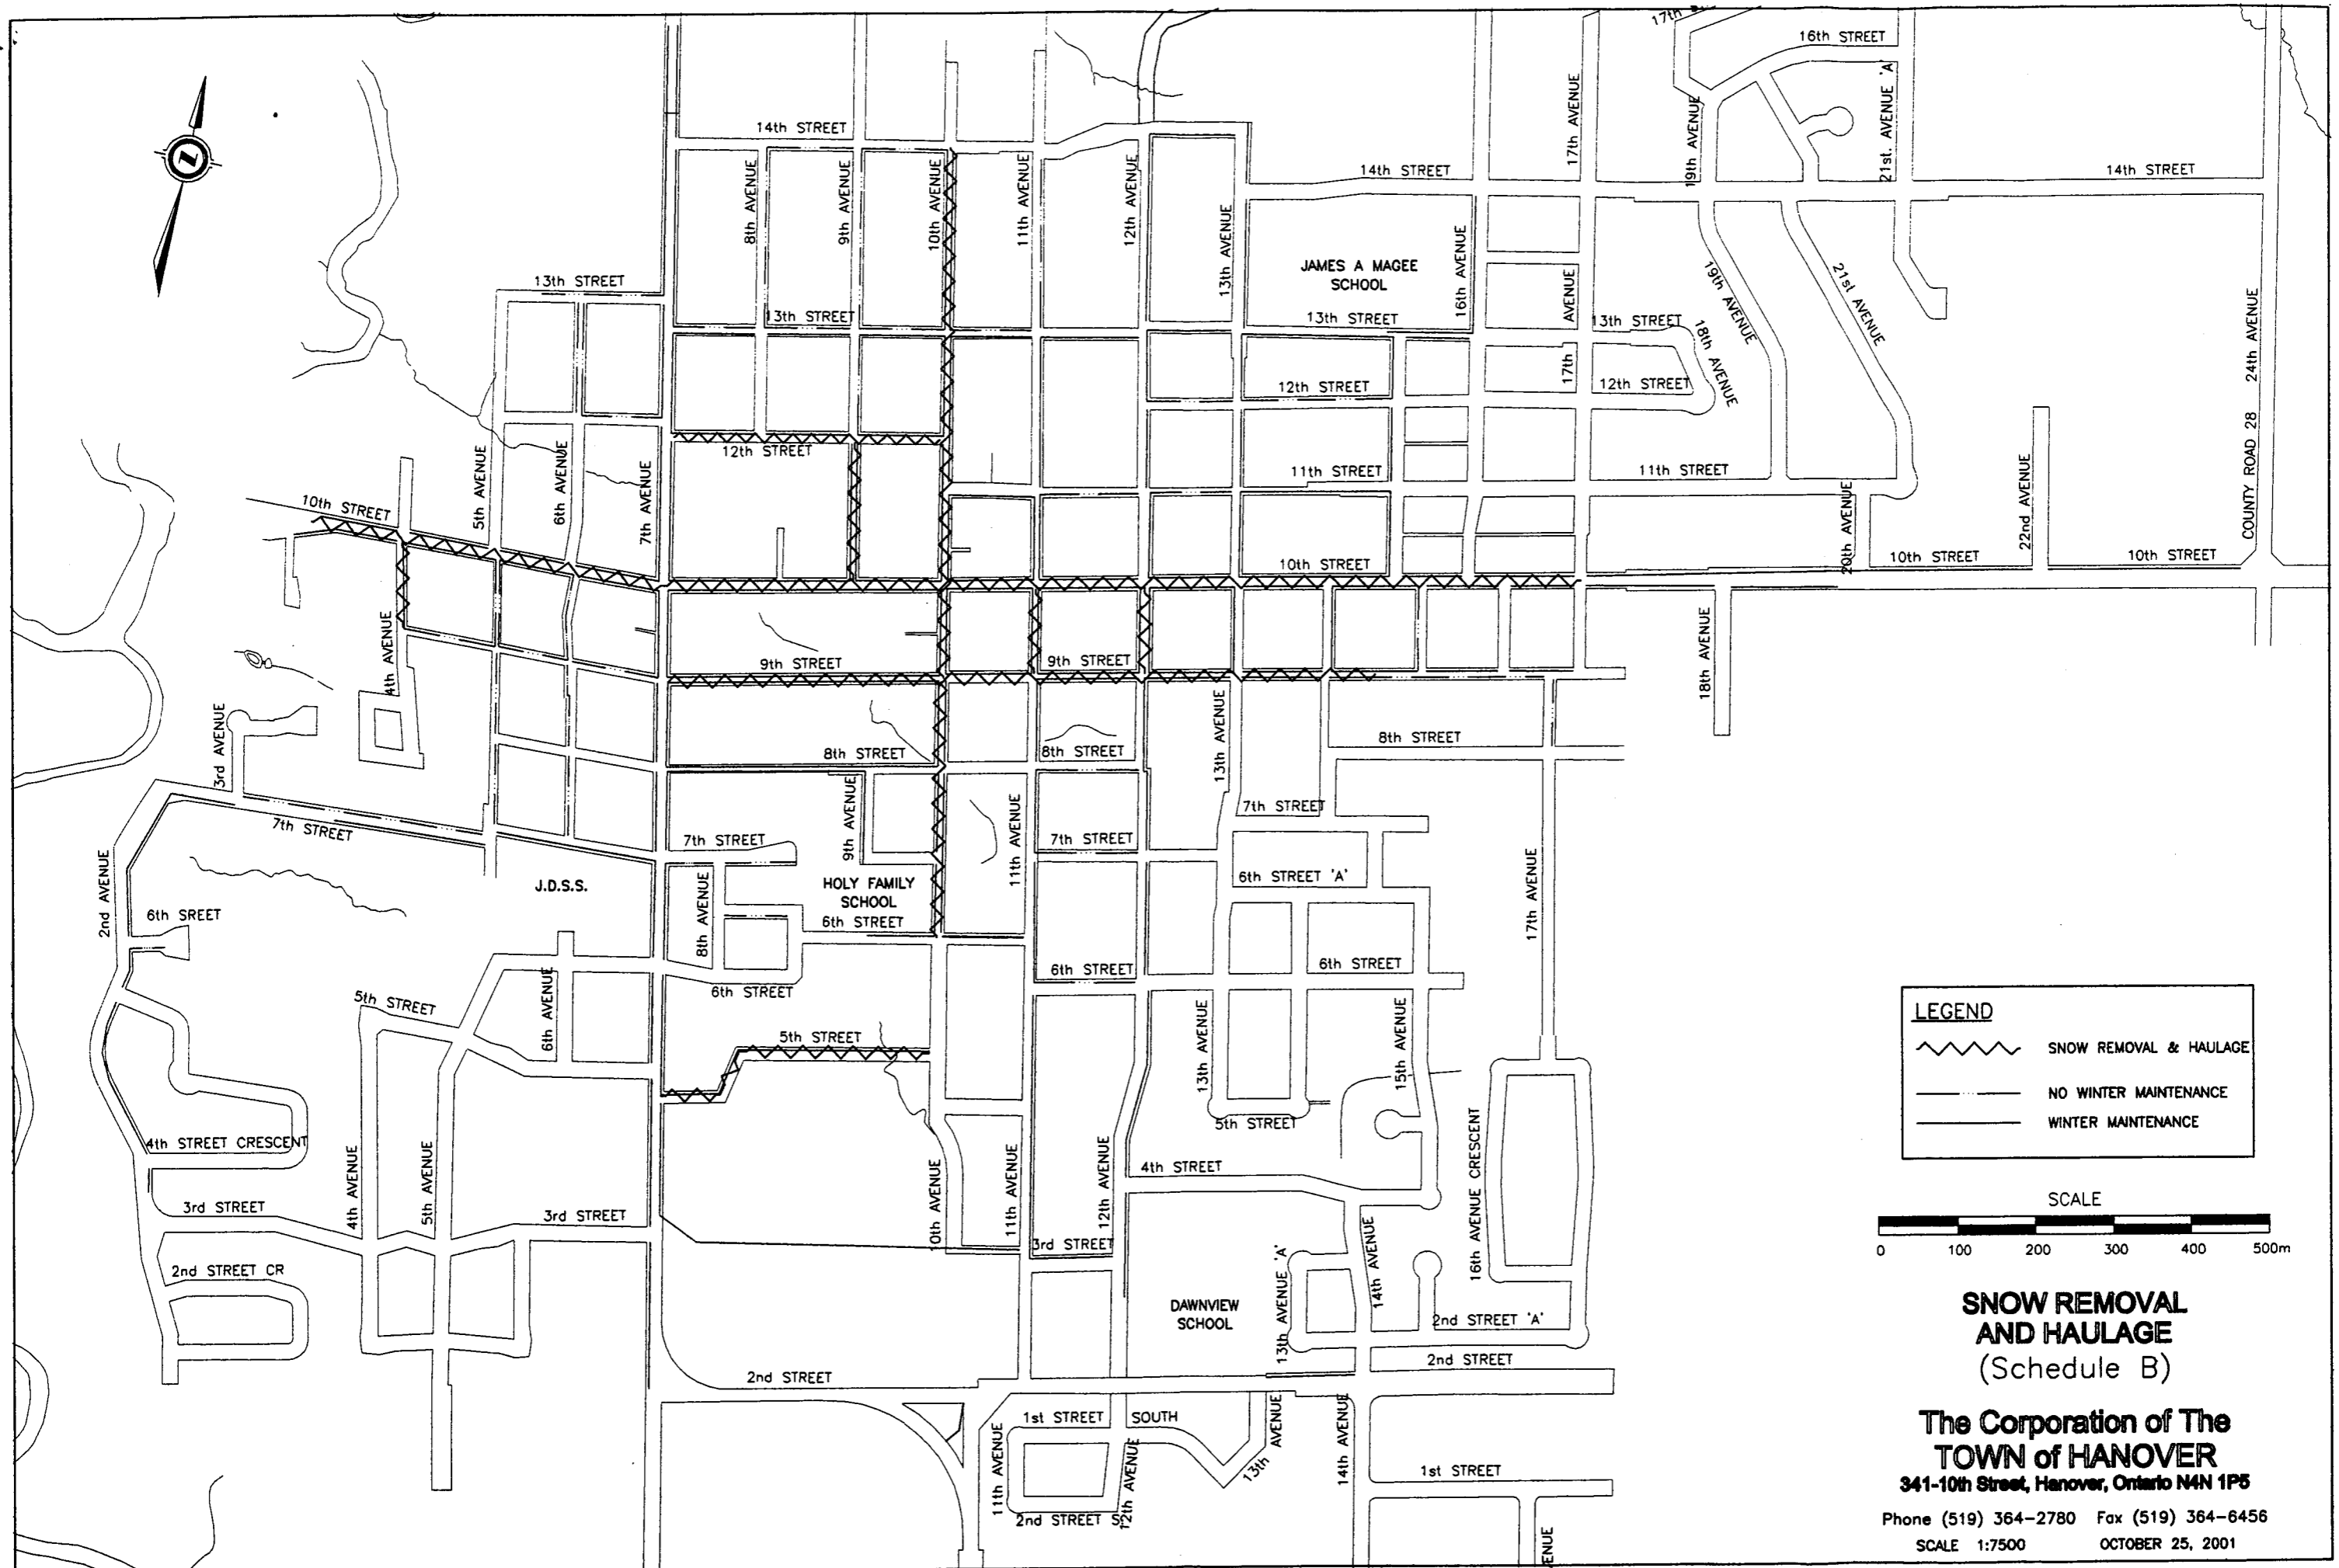 17th
16th STREET
14th STREET
8th AVENUE
9th AVENUE
10th AVENUE
11th AVENUE
12th AVENUE
13th AVENUE
14th STREET
16th AVENUE
17th AVENUE
19th AVENUE
21st. AVENUE 'A'
14th STREET
Z
13th STREET
13th STREET
JAMES A MAGEE
SCHOOL
13th STREET
17th AVENUE
13th STREET
18th AVENUE
19th AVENUE
21st AVENUE
COUNTY ROAD 28 24th AVENUE
12th STREET
12th STREET
12th STREET
5th AVENUE
6th AVENUE
7th AVENUE
11th STREET
11th STREET
20th AVENUE
22nd AVENUE
10th STREET
10th STREET
10th STREET
10th STREET
4th AVENUE
9th STREET
9th STREET
18th AVENUE
3rd AVENUE
8th STREET
8th STREET
13th AVENUE
8th STREET
7th STREET
7th STREET
9th AVENUE
11th AVENUE
7th STREET
7th STREET
2nd AVENUE
J.D.S.S.
8th AVENUE
HOLY FAMILY
SCHOOL
6th STREET 'A'
17th AVENUE
6th SREET
6th STREET
6th STREET
6th STREET
6th STREET
5th STREET
6th AVENUE
5th STREET
13th AVENUE
15th AVENUE
5th STREET
4th STREET CRESCENT
4th AVENUE
5th AVENUE
10th AVENUE
11th AVENUE
12th AVENUE
4th STREET
16th AVENUE CRESCENT
3rd STREET
3rd STREET
3rd STREET
2nd STREET CR
DAWNVIEW
SCHOOL
13th AVENUE 'A'
14th AVENUE
2nd STREET 'A'
2nd STREET
2nd STREET
1st STREET SOUTH
11th AVENUE
12th AVENUE
13th AVENUE
14th AVENUE
1st STREET
2nd STREET S
ENUE
LEGEND
SNOW REMOVAL & HAULAGE
NO WINTER MAINTENANCE
WINTER MAINTENANCE
SCALE
0 100 200 300 400 500m
SNOW REMOVAL
AND HAULAGE
(Schedule B)
The Corporation of The
TOWN of HANOVER
341-10th Street, Hanover, Ontario N4N 1P5
Phone (519) 364-2780 Fax (519) 364-6456
SCALE 1:7500 OCTOBER 25, 2001